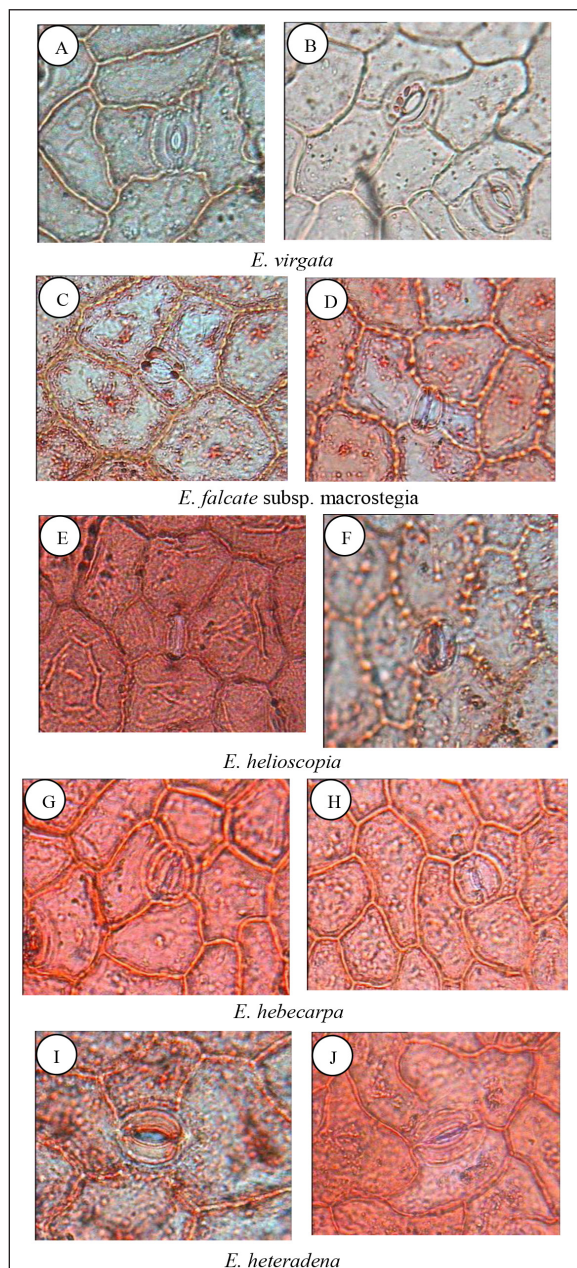 A B
E. virgata
C D
E. falcate subsp. macrostegia
E F
E. helioscopia
G H
E. hebecarpa
I J
E. heteradena